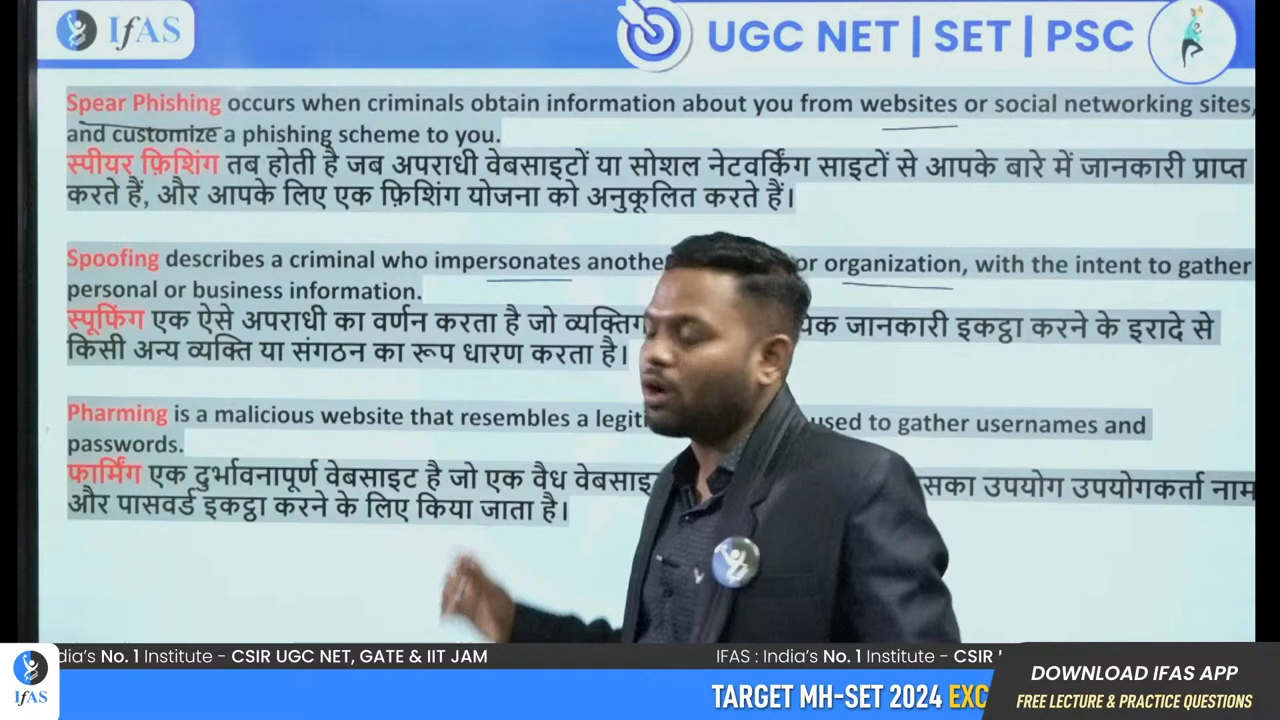 IfAS
UGC NET | SET | PSC
Spear Phishing occurs when criminals obtain information about you from websites or social networking sites,
and customize a phishing scheme to you.
स्पीयर फ़िशिंग तब होती है जब अपराधी वेबसाइटों या सोशल नेटवर्किंग साइटों से आपके बारे में जानकारी प्राप्त
करते हैं, और आपके लिए एक फ़िशिंग योजना को अनुकूलित करते हैं।
Spoofing describes a criminal who impersonates or organization, with the intent to gather
personal or business information.
स्पूफिंग एक ऐसे अपराधी का वर्णन करता है जो जानकारी इकट्ठा करने के इरादे से
किसी अन्य व्यक्ति या संगठन का रूप धारण करता है।
Pharming is a malicious website that resembles a used to gather usernames and
passwords.
फार्मिंग एक दुर्भावनापूर्ण वेबसाइट है जो एक वैध उपयोग उपयोगकर्ता नाम
और पासवर्ड इकट्ठा करने के लिए किया जाता है।
dia's No. 1 Institute - CSIR UGC NET, GATE & IIT JAM
IFAS : India's No. 1 Institute - CSIR
IfAS
TARGET MH-SET 2024 EXC
DOWNLOAD IFAS APP
FREE LECTURE & PRACTICE QUESTIONS